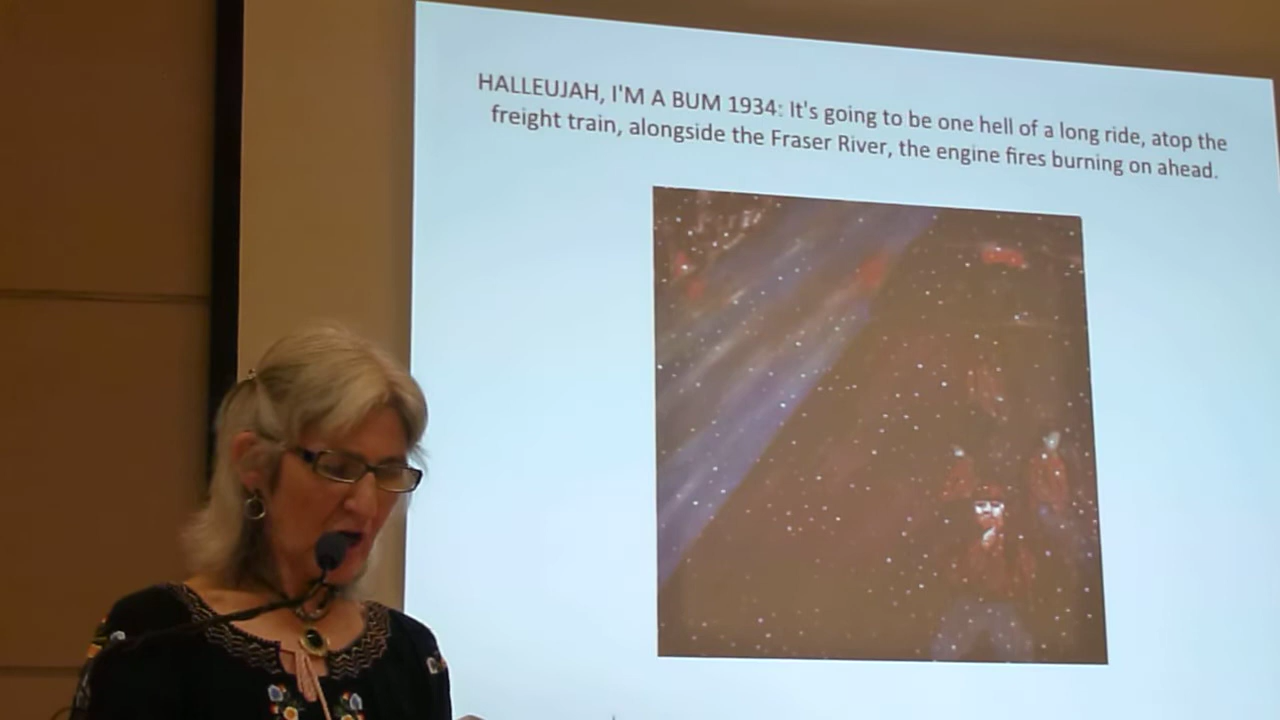 HALLEUJAH, I'M A BUM 1934: It's going to be one hell of a long ride, atop the
freight train, alongside the Fraser River, the engine fires burning on ahead.